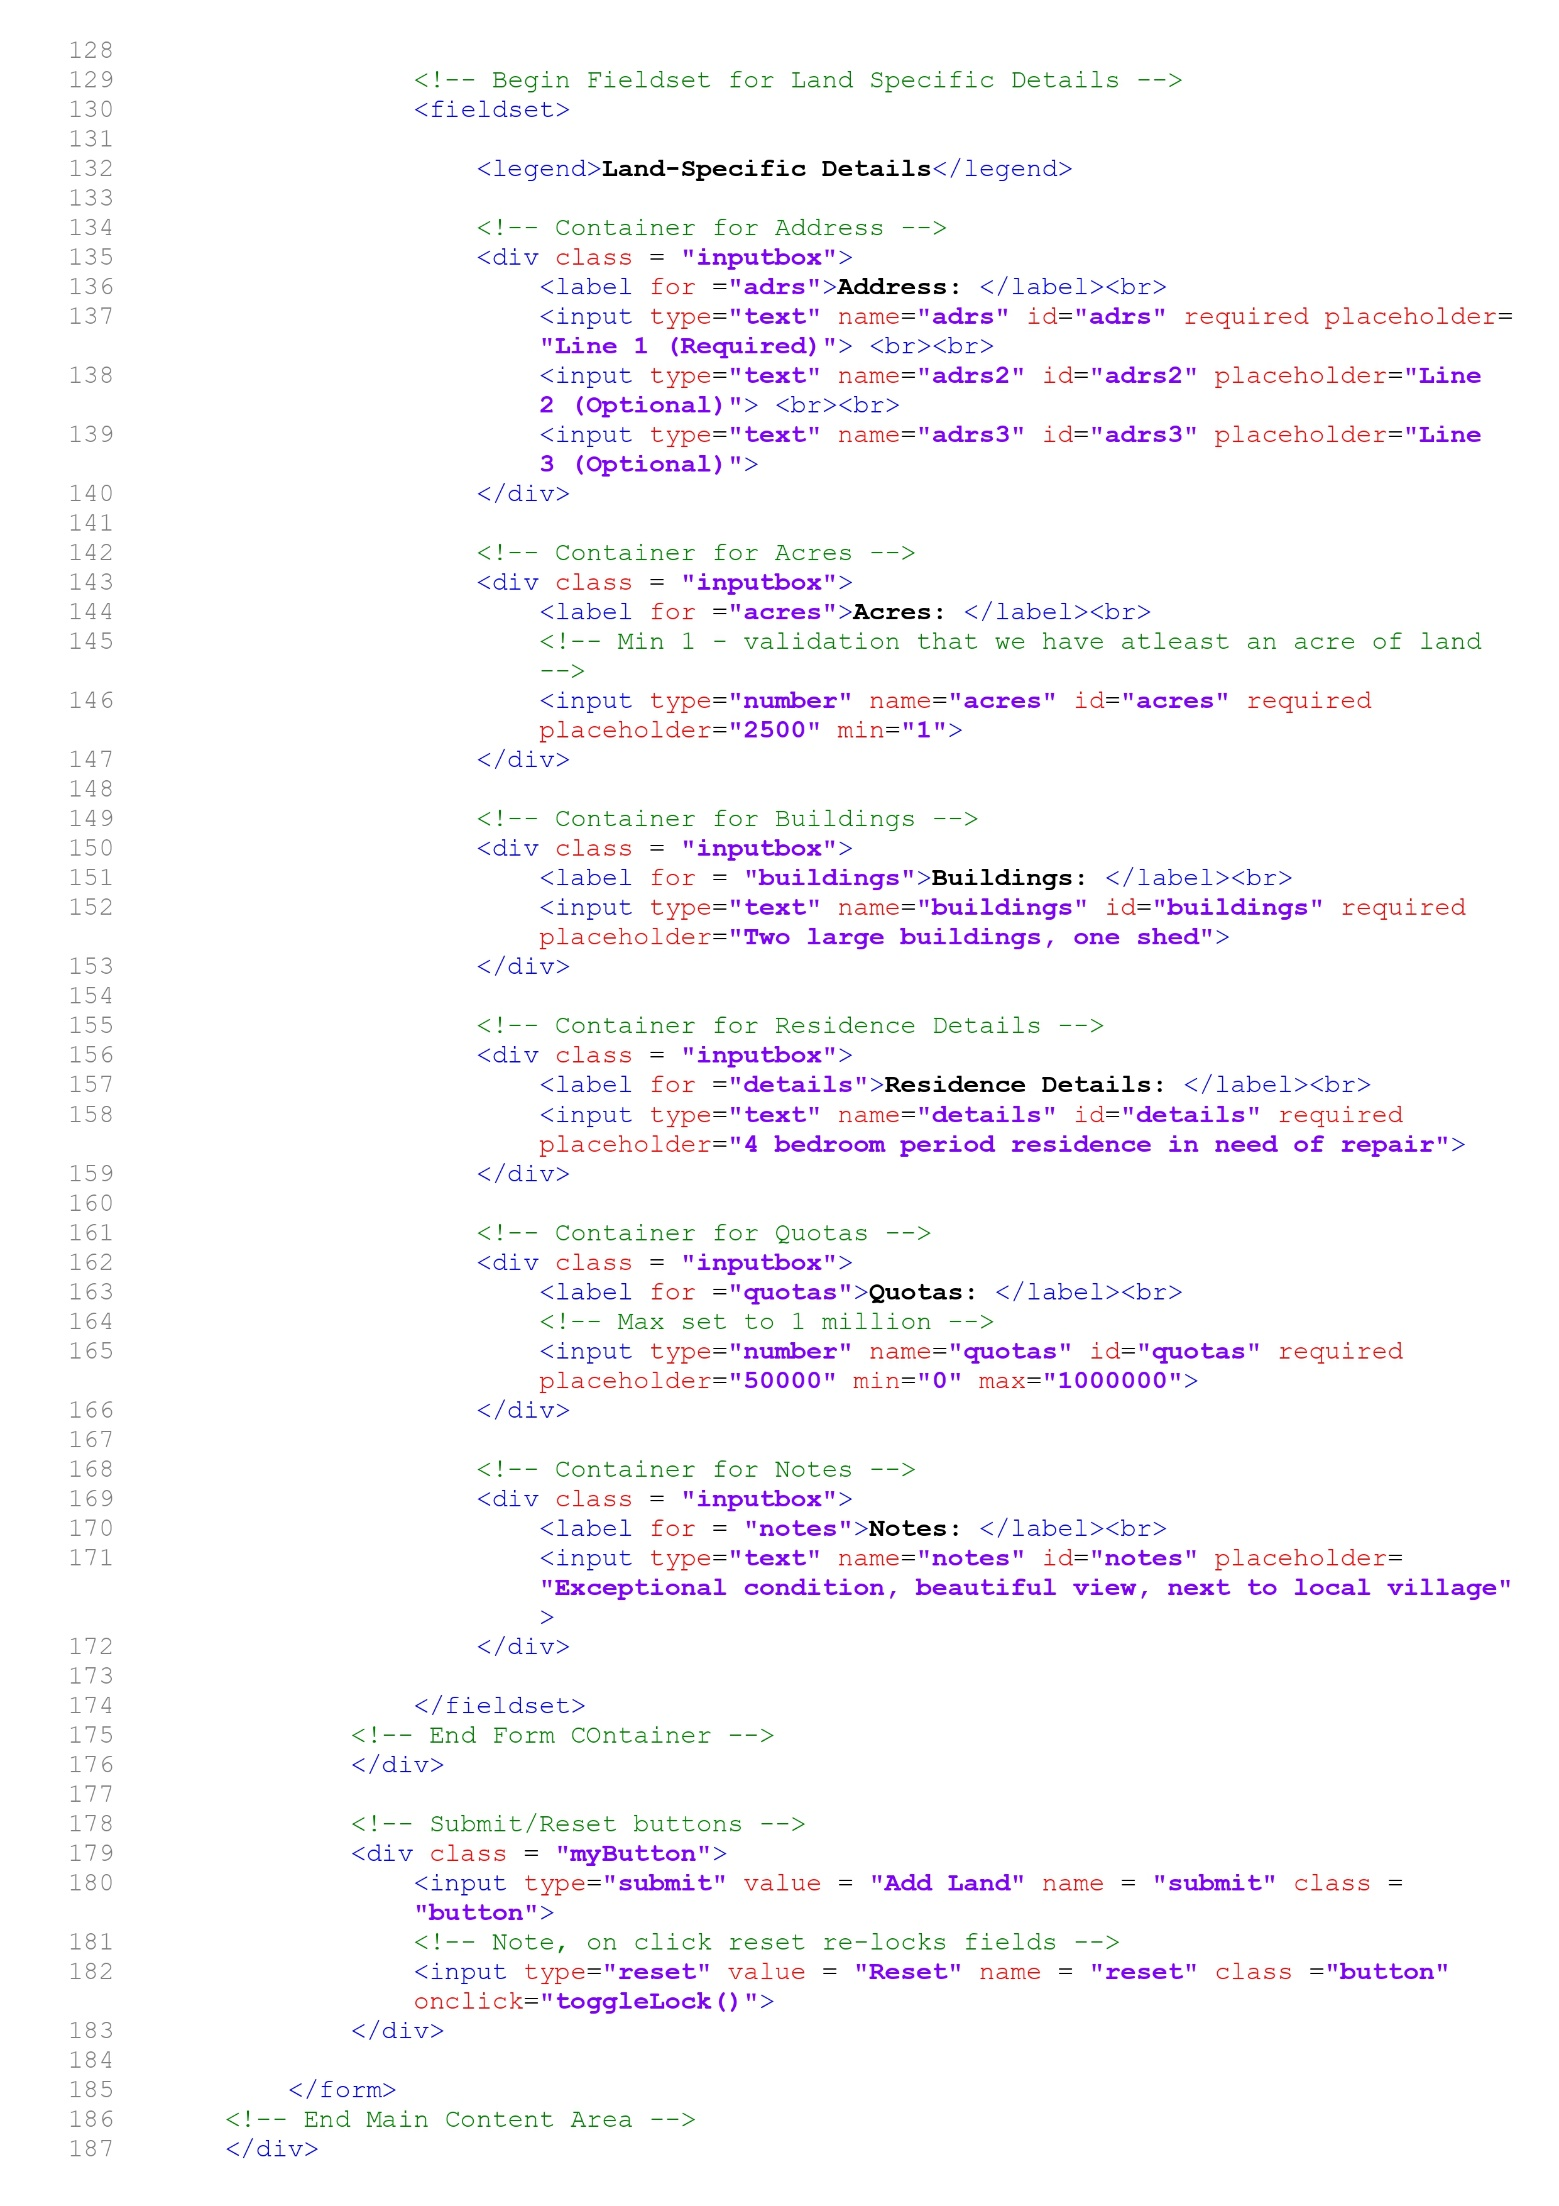 128
129 <!-- Begin Fieldset for Land Specific Details -->
130 <fieldset>
131
132 <legend>Land-Specific Details</legend>
133
134 <!-- Container for Address -->
135 <div class = "inputbox">
136 <label for ="adrs">Address: </label><br>
137 <input type="text" name="adrs" id="adrs" required placeholder=
"Line 1 (Required)"> <br><br>
138 <input type="text" name="adrs2" id="adrs2" placeholder="Line
2 (Optional)"> <br><br>
139 <input type="text" name="adrs3" id="adrs3" placeholder="Line
3 (Optional)">
140 </div>
141
142 <!-- Container for Acres -->
143 <div class = "inputbox">
144 <label for ="acres">Acres: </label><br>
145 <!-- Min 1 - validation that we have atleast an acre of land
-->
146 <input type="number" name="acres" id="acres" required
placeholder="2500" min="1">
147 </div>
148
149 <!-- Container for Buildings -->
150 <div class = "inputbox">
151 <label for = "buildings">Buildings: </label><br>
152 <input type="text" name="buildings" id="buildings" required
placeholder="Two large buildings, one shed">
153 </div>
154
155 <!-- Container for Residence Details -->
156 <div class = "inputbox">
157 <label for ="details">Residence Details: </label><br>
158 <input type="text" name="details" id="details" required
placeholder="4 bedroom period residence in need of repair">
159 </div>
160
161 <!-- Container for Quotas -->
162 <div class = "inputbox">
163 <label for ="quotas">Quotas: </label><br>
164 <!-- Max set to 1 million -->
165 <input type="number" name="quotas" id="quotas" required
placeholder="50000" min="0" max="1000000">
166 </div>
167
168 <!-- Container for Notes -->
169 <div class = "inputbox">
170 <label for = "notes">Notes: </label><br>
171 <input type="text" name="notes" id="notes" placeholder=
"Exceptional condition, beautiful view, next to local village"
>
172 </div>
173
174 </fieldset>
175 <!-- End Form COntainer -->
176 </div>
177
178 <!-- Submit/Reset buttons -->
179 <div class = "myButton">
180 <input type="submit" value = "Add Land" name = "submit" class =
"button">
181 <!-- Note, on click reset re-locks fields -->
182 <input type="reset" value = "Reset" name = "reset" class ="button"
onclick="toggleLock()">
183 </div>
184
185 </form>
186 <!-- End Main Content Area -->
187 </div>